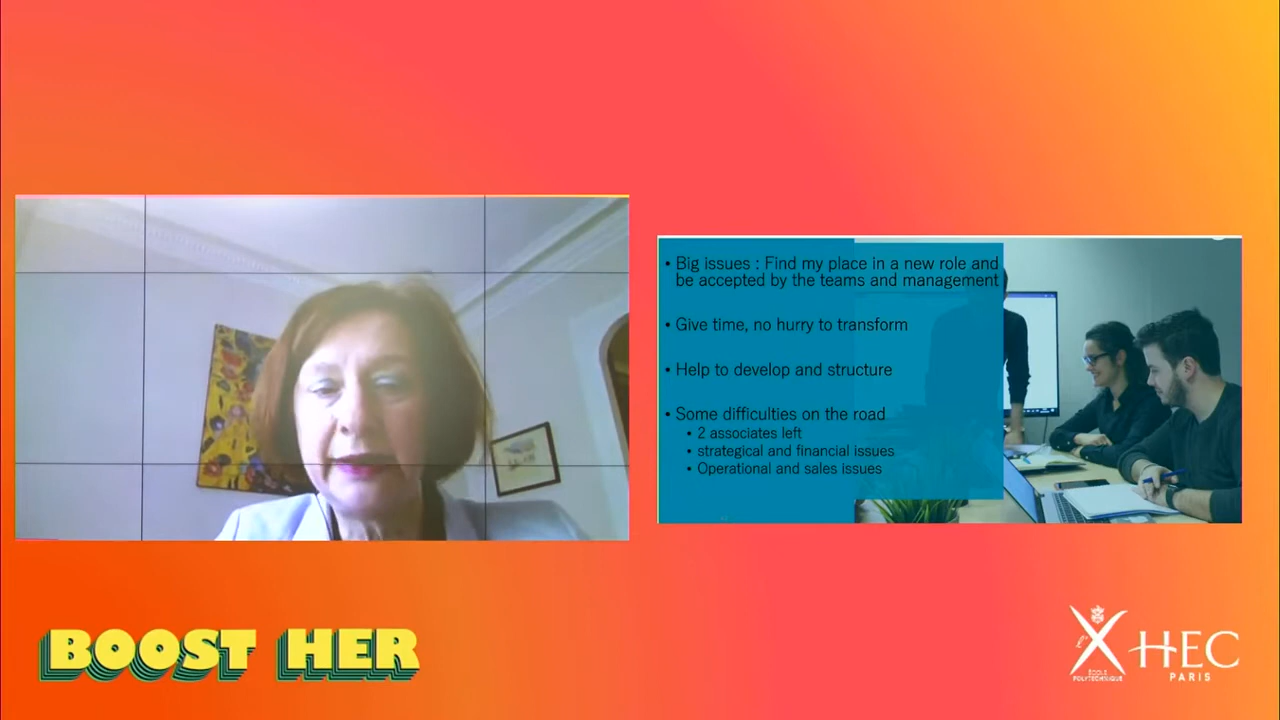 • Big issues : Find my place in a new role and
be accepted by the teams and management
• Give time, no hurry to transform
• Help to develop and structure
• Some difficulties on the road
• 2 associates left
• strategical and financial issues
• Operational and sales issues
BOOST HER
ÉCOLE
POLYTECHNIQUE
X HEC
PARIS